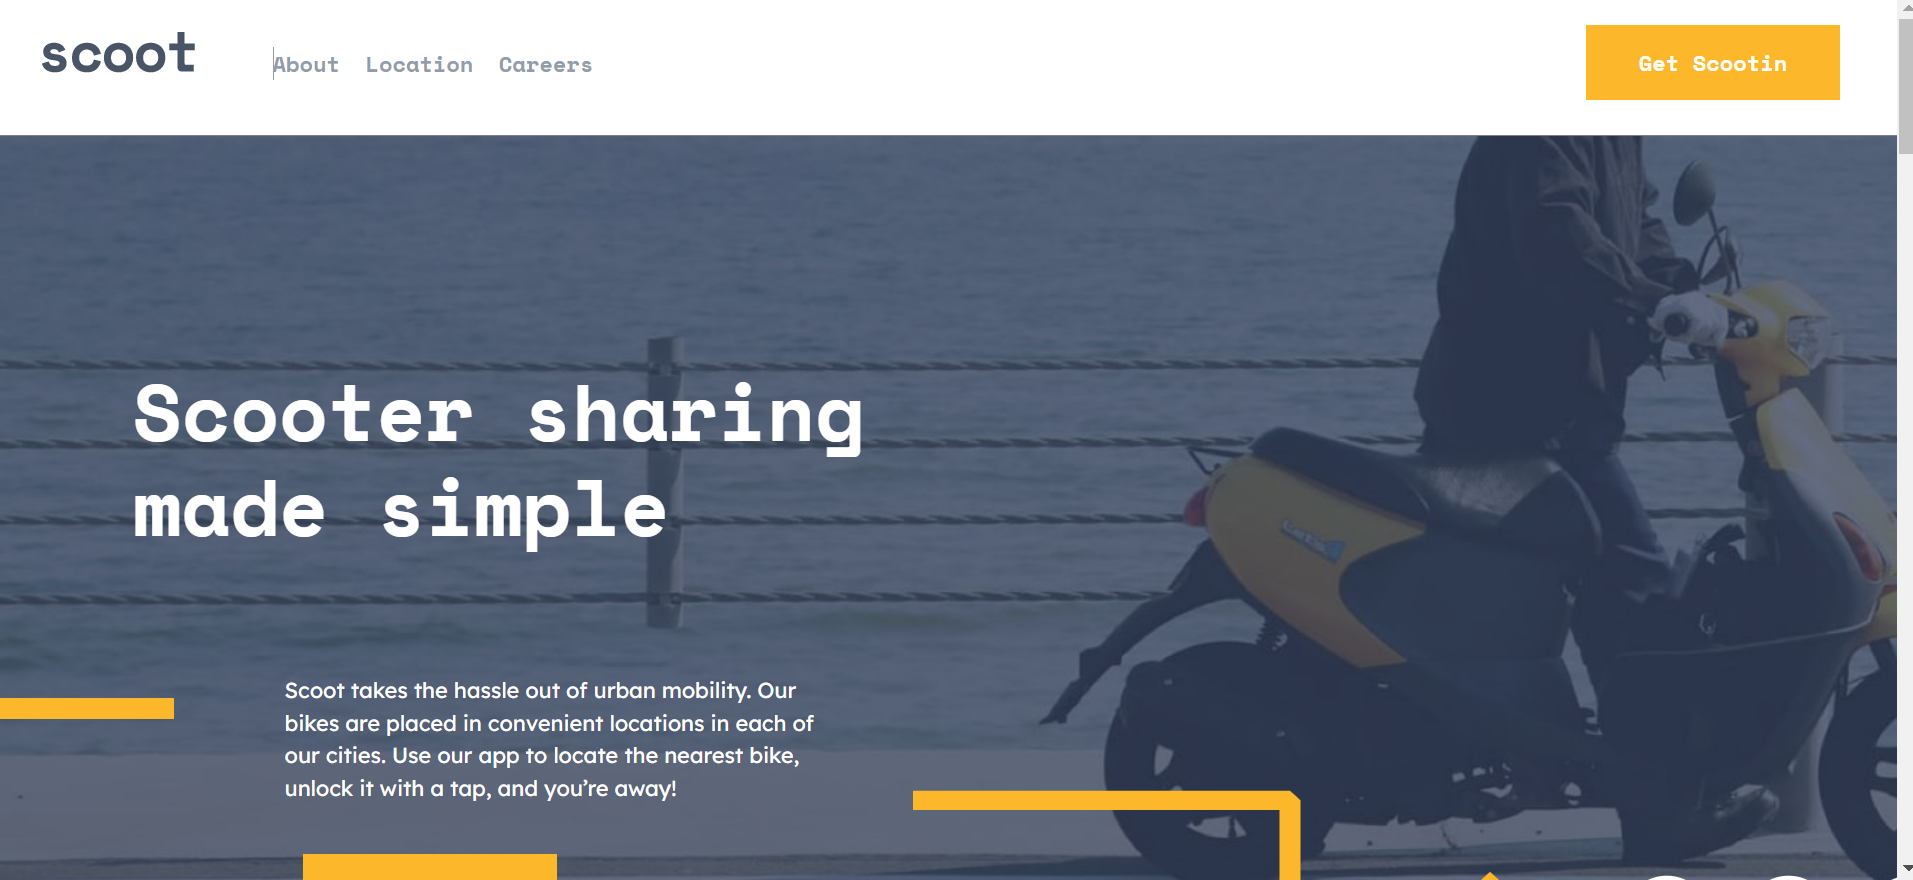 scoot
About Location Careers
Get Scootin
Scooter sharing
made simple
Scoot takes the hassle out of urban mobility. Our
bikes are placed in convenient locations in each of
our cities. Use our app to locate the nearest bike,
unlock it with a tap, and you’re away!